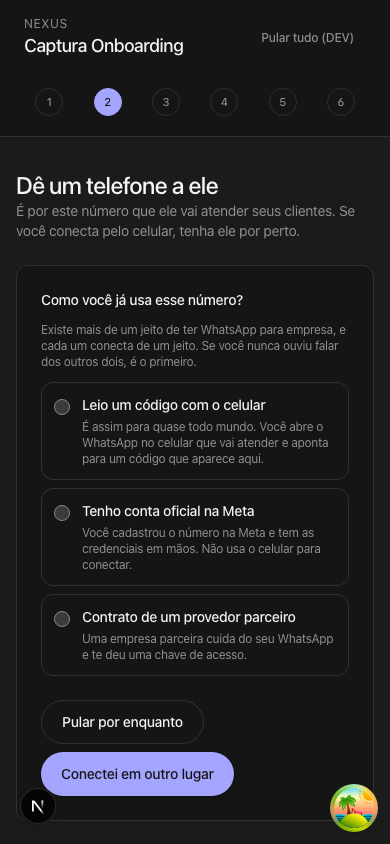 NEXUS
Captura Onboarding
Pular tudo (DEV)
1 2 3 4 5 6
Dê um telefone a ele
É por este número que ele vai atender seus clientes. Se
você conecta pelo celular, tenha ele por perto.
Como você já usa esse número?
Existe mais de um jeito de ter WhatsApp para empresa, e
cada um conecta de um jeito. Se você nunca ouviu falar
dos outros dois, é o primeiro.
Leio um código com o celular
É assim para quase todo mundo. Você abre o
WhatsApp no celular que vai atender e aponta
para um código que aparece aqui.
Tenho conta oficial na Meta
Você cadastrou o número na Meta e tem as
credenciais em mãos. Não usa o celular para
conectar.
Contrato de um provedor parceiro
Uma empresa parceira cuida do seu WhatsApp
e te deu uma chave de acesso.
Pular por enquanto
Conectei em outro lugar
N